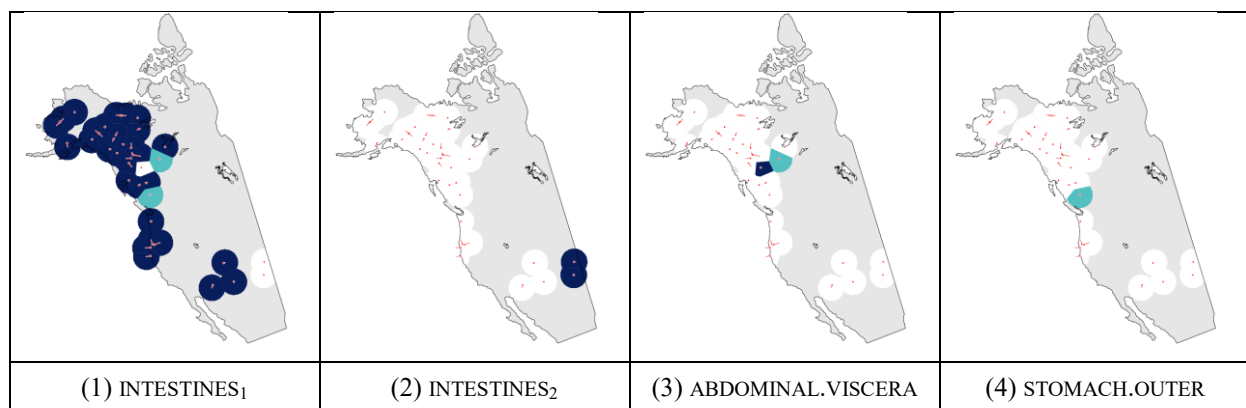 (1) INTESTINES₁
(2) INTESTINES₂
(3) ABDOMINAL.VISCERA
(4) STOMACH.OUTER